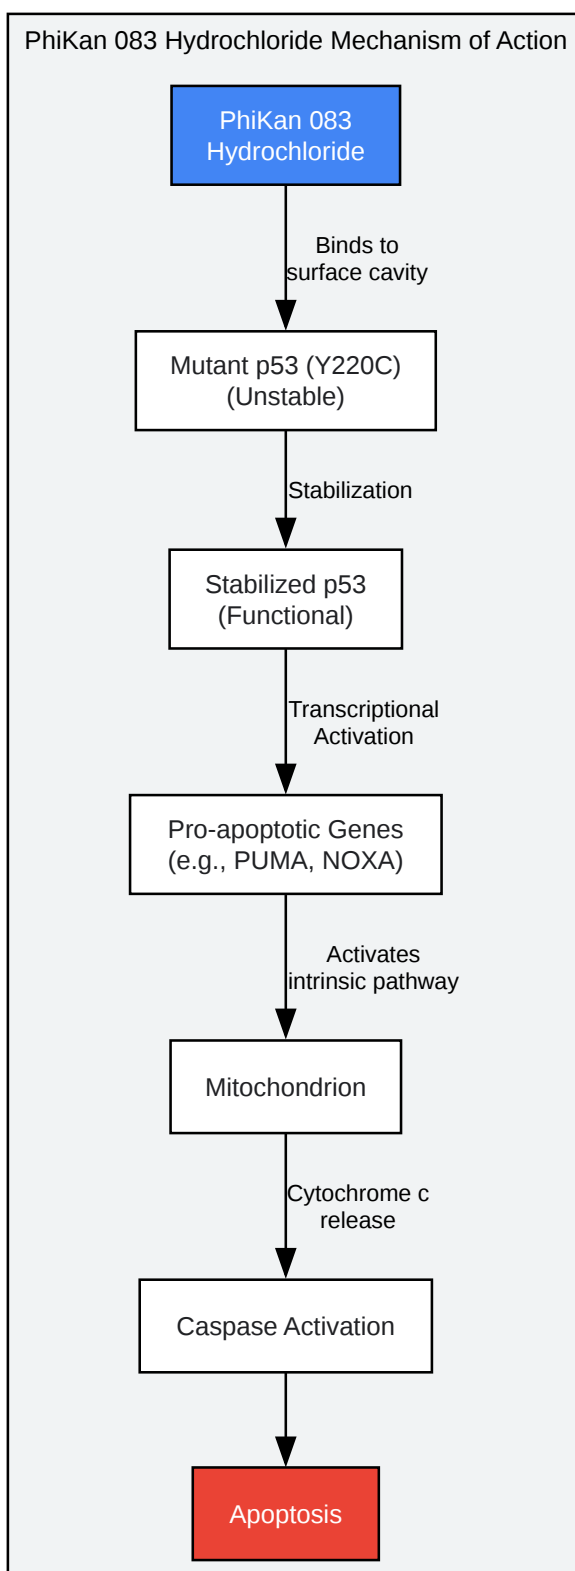 PhiKan 083 Hydrochloride Mechanism of Action
PhiKan 083
Hydrochloride
Binds to
surface cavity
Mutant p53 (Y220C)
(Unstable)
Stabilization
Stabilized p53
(Functional)
Transcriptional
Activation
Pro-apoptotic Genes
(e.g., PUMA, NOXA)
Activates
intrinsic pathway
Mitochondrion
Cytochrome c
release
Caspase Activation
Apoptosis